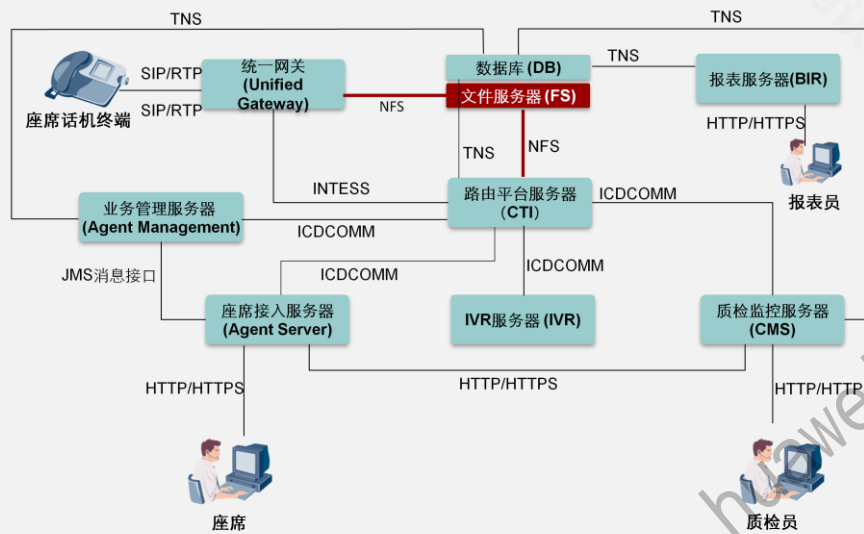 TNS
TNS
统一网关
(Unified
Gateway)
数据库(DB)
文件服务器(FS)
TNS
报表服务器(BIR)
SIP/RTP
SIP/RTP
NFS
座席话机终端
HTTP/HTTPS
TNS
NFS
报表员
INTESS
路由平台服务器
(CTI)
ICDCOMM
业务管理服务器
(Agent Management)
ICDCOMM
JMS消息接口
ICDCOMM
ICDCOMM
座席接入服务器
(Agent Server)
IVR服务器(IVR)
质检监控服务器
(CMS)
HTTP/HTTPS
HTTP/HTTPS
HTTP/HTTP
座席
质检员
huawe